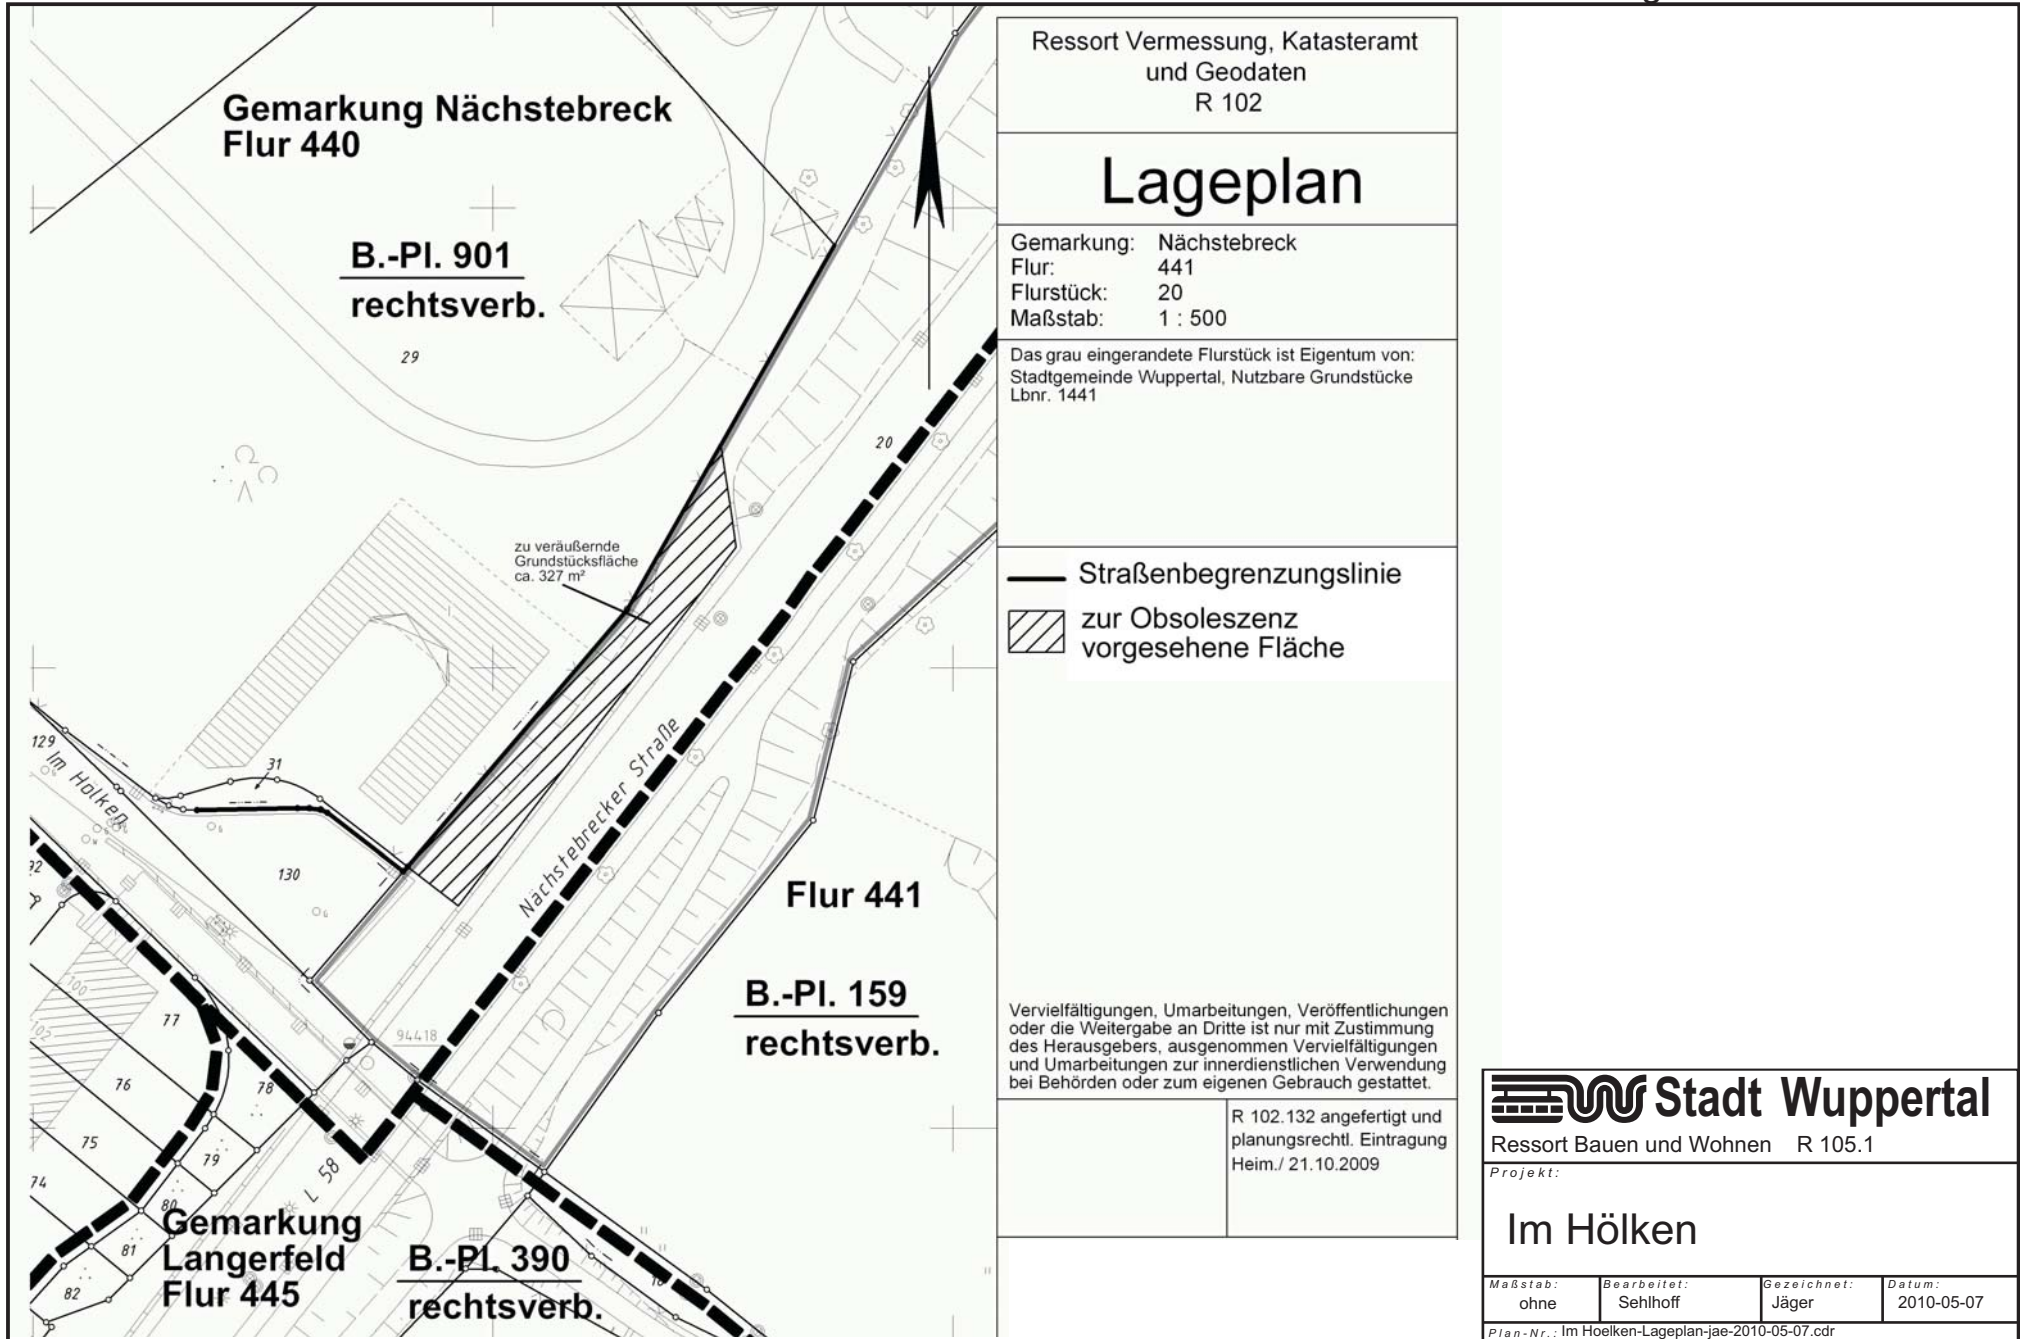 Gemarkung Nächstebreck
Flur 440
B.-Pl. 901
rechtsverb.
29
20
zu veräußernde
Grundstücksfläche
ca. 327 m²
129
Im Hölken
31
130
92
Nächstebrecker Straße
Flur 441
B.-Pl. 159
rechtsverb.
100
102
94418
77
76
78
75
79
74
80
81
82
L 58
Gemarkung
Langerfeld
Flur 445
B.-Pl. 390
rechtsverb.
Ressort Vermessung, Katasteramt
und Geodaten
R 102
Lageplan
Gemarkung: Nächstebreck
Flur: 441
Flurstück: 20
Maßstab: 1 : 500
Das grau eingerandete Flurstück ist Eigentum von:
Stadtgemeinde Wuppertal, Nutzbare Grundstücke
Lbnr. 1441
Straßenbegrenzungslinie
zur Obsoleszenz
vorgesehene Fläche
Vervielfältigungen, Umarbeitungen, Veröffentlichungen
oder die Weitergabe an Dritte ist nur mit Zustimmung
des Herausgebers, ausgenommen Vervielfältigungen
und Umarbeitungen zur innerdienstlichen Verwendung
bei Behörden oder zum eigenen Gebrauch gestattet.
R 102.132 angefertigt und
planungsrechtl. Eintragung
Heim./ 21.10.2009
Stadt Wuppertal
Ressort Bauen und Wohnen R 105.1
Projekt:
Im Hölken
Maßstab: ohne
Bearbeitet: Sehlhoff
Gezeichnet: Jäger
Datum: 2010-05-07
Plan-Nr.: Im Hoelken-Lageplan-jae-2010-05-07.cdr